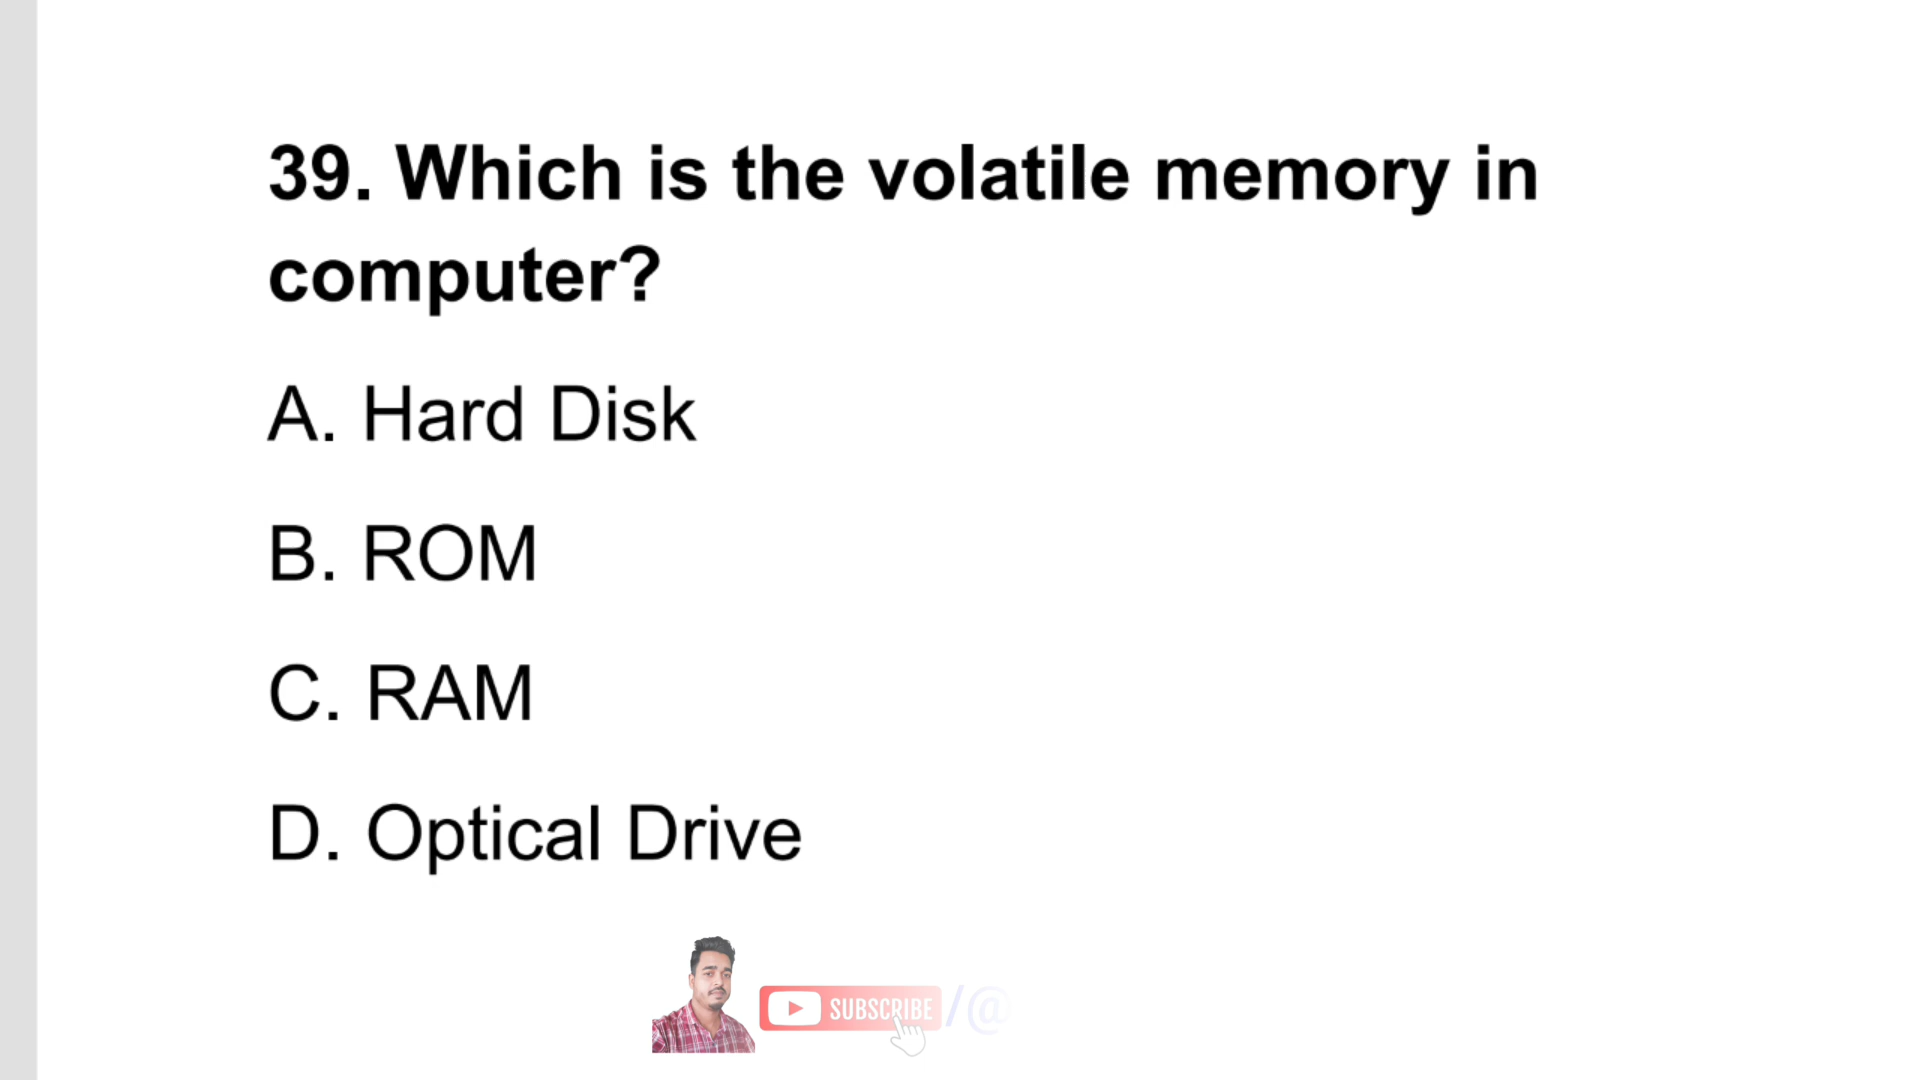 39. Which is the volatile memory in
computer?
A. Hard Disk
B. ROM
C. RAM
D. Optical Drive
SUBSCRIBE /@